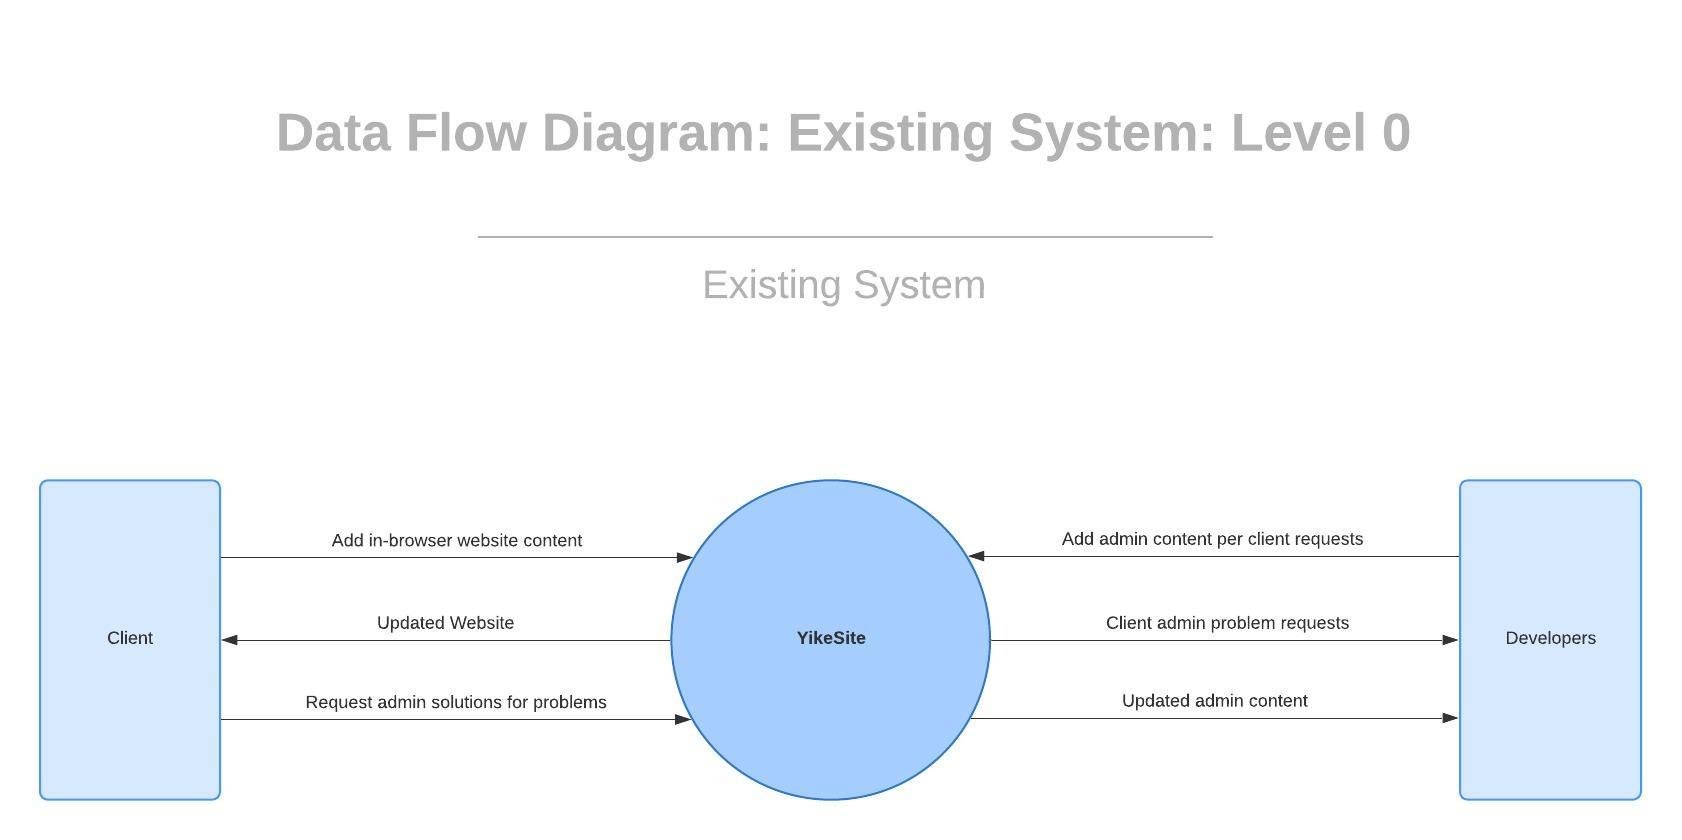 Data Flow Diagram: Existing System: Level 0
Existing System
Client
Add in-browser website content
Updated Website
Request admin solutions for problems
YikeSite
Add admin content per client requests
Client admin problem requests
Updated admin content
Developers